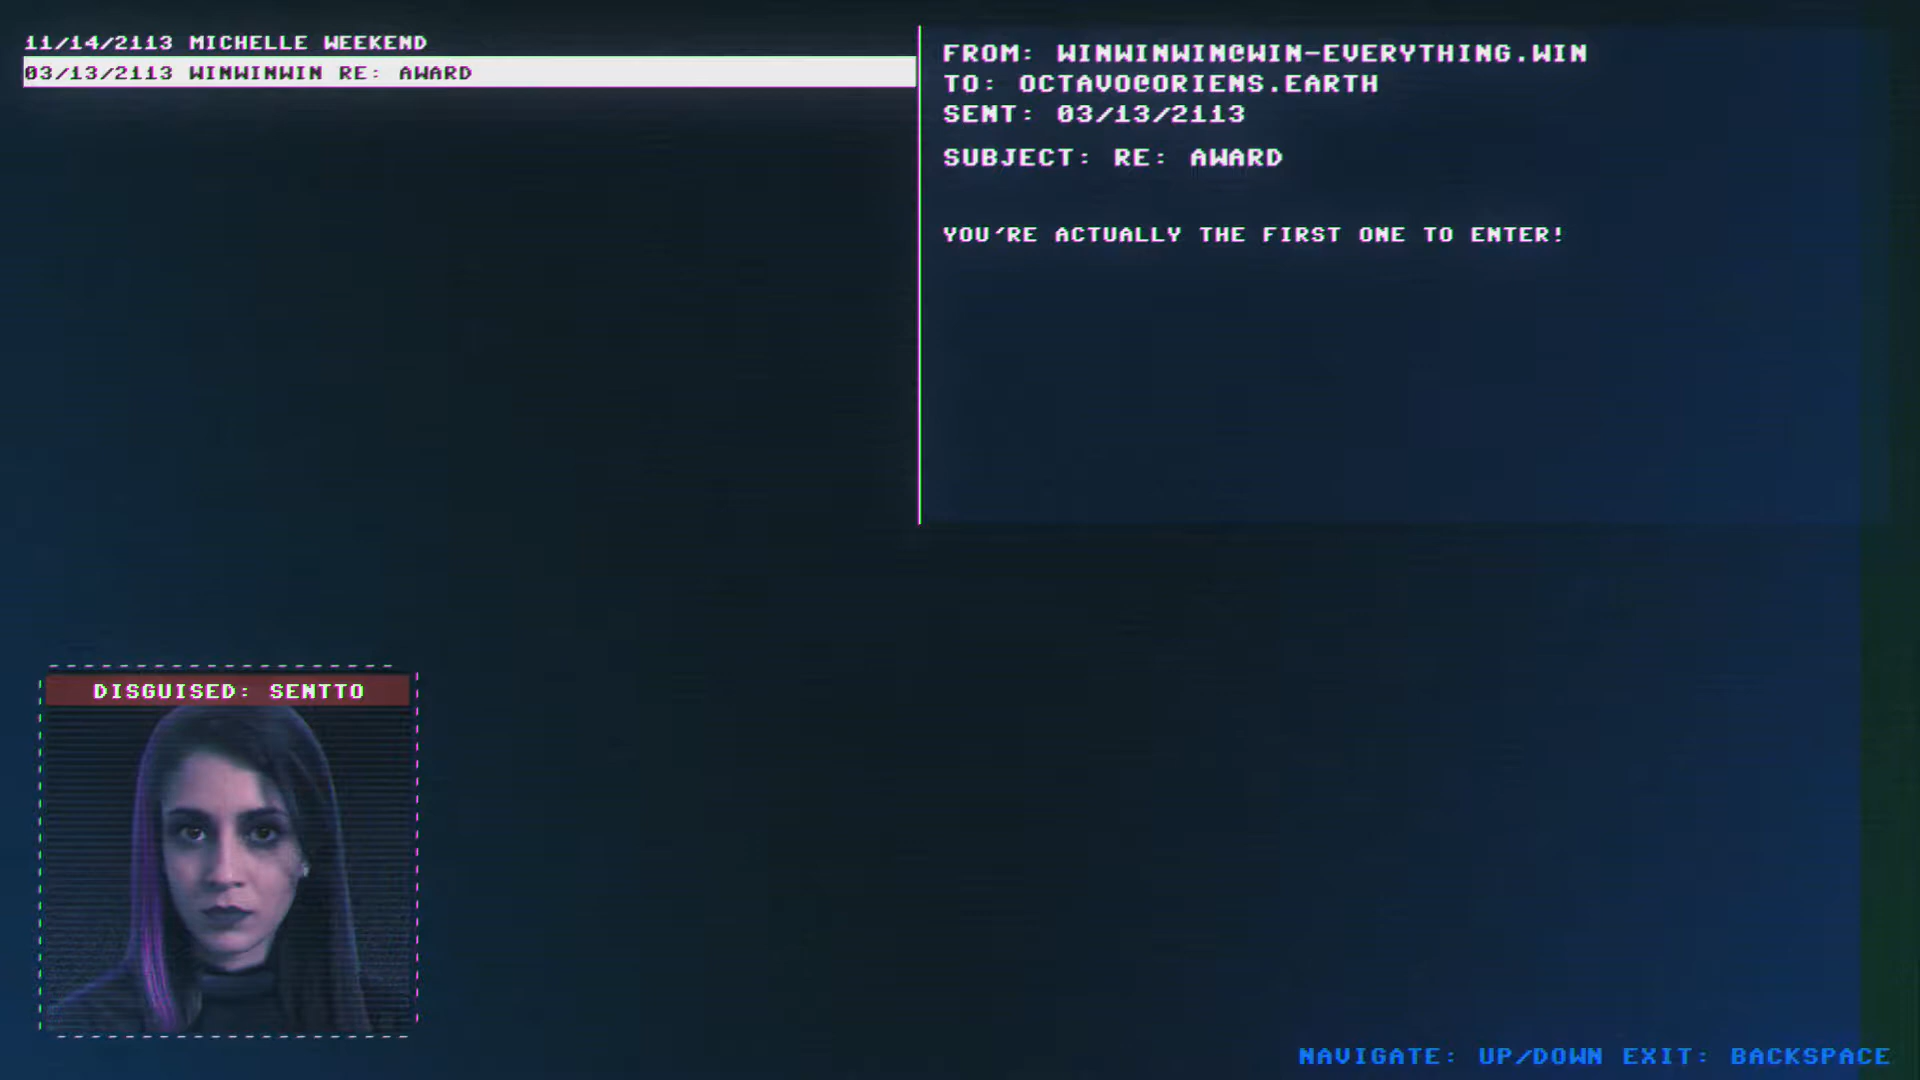 11/14/2113 MICHELLE WEEKEND
03/13/2113 WINWINWIN RE: AWARD
FROM: WINWINWIN@WIN-EVERYTHING.WIN
TO: OCTAVO@ORIENS.EARTH
SENT: 03/13/2113
SUBJECT: RE: AWARD
YOU'RE ACTUALLY THE FIRST ONE TO ENTER!
DISGUISED: SENTTO
NAVIGATE: UP/DOWN EXIT: BACKSPACE